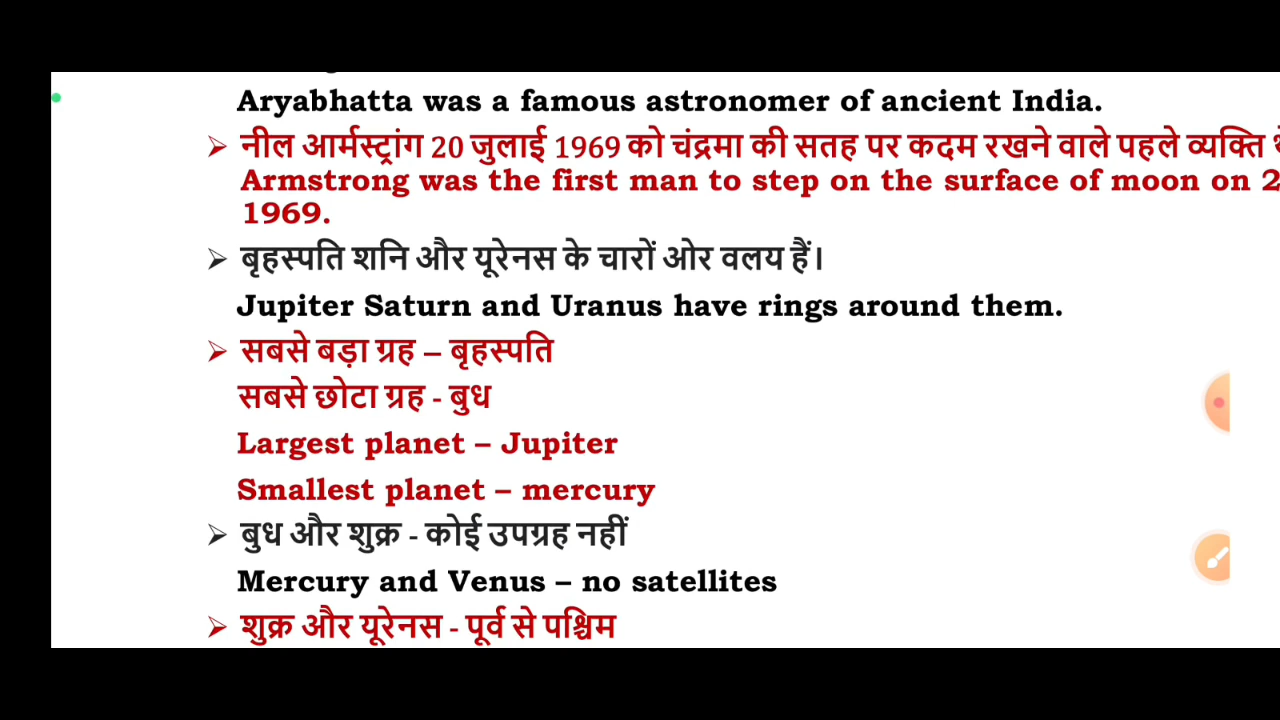 Aryabhatta was a famous astronomer of ancient India.
➢ नील आर्मस्ट्रांग 20 जुलाई 1969 को चंद्रमा की सतह पर कदम रखने वाले पहले व्यक्ति
Armstrong was the first man to step on the surface of moon on
1969.
➢ बृहस्पति शनि और यूरेनस के चारों ओर वलय हैं।
Jupiter Saturn and Uranus have rings around them.
➢ सबसे बड़ा ग्रह – बृहस्पति
सबसे छोटा ग्रह - बुध
Largest planet – Jupiter
Smallest planet – mercury
➢ बुध और शुक्र - कोई उपग्रह नहीं
Mercury and Venus – no satellites
➢ शुक्र और यूरेनस - पूर्व से पश्चिम